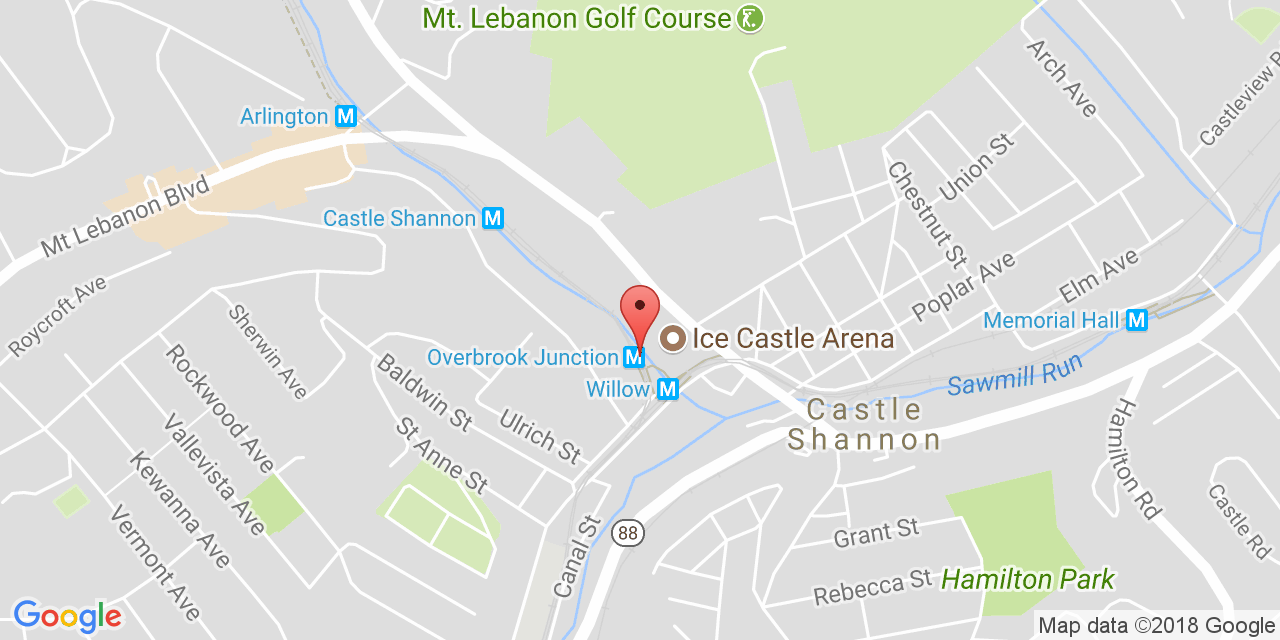 Mt. Lebanon Golf Course
Arch Ave
Castleview
Arlington M
Union St
Mt Lebanon Blvd
Chestnut St
Castle Shannon M
Poplar Ave
Elm Ave
Roycroft Ave
Sherwin Ave
Memorial Hall M
Ice Castle Arena
Overbrook Junction M
Willow M
Sawmill Run
Rockwood Ave
Baldwin St
Ulrich St
Castle
Shannon
St Anne St
Vallevista Ave
Kewanna Ave
Hamilton Rd
Castle Rd
Vermont Ave
88
Canal St
Grant St
Rebecca St
Hamilton Park
Google
Map data ©2018 Google